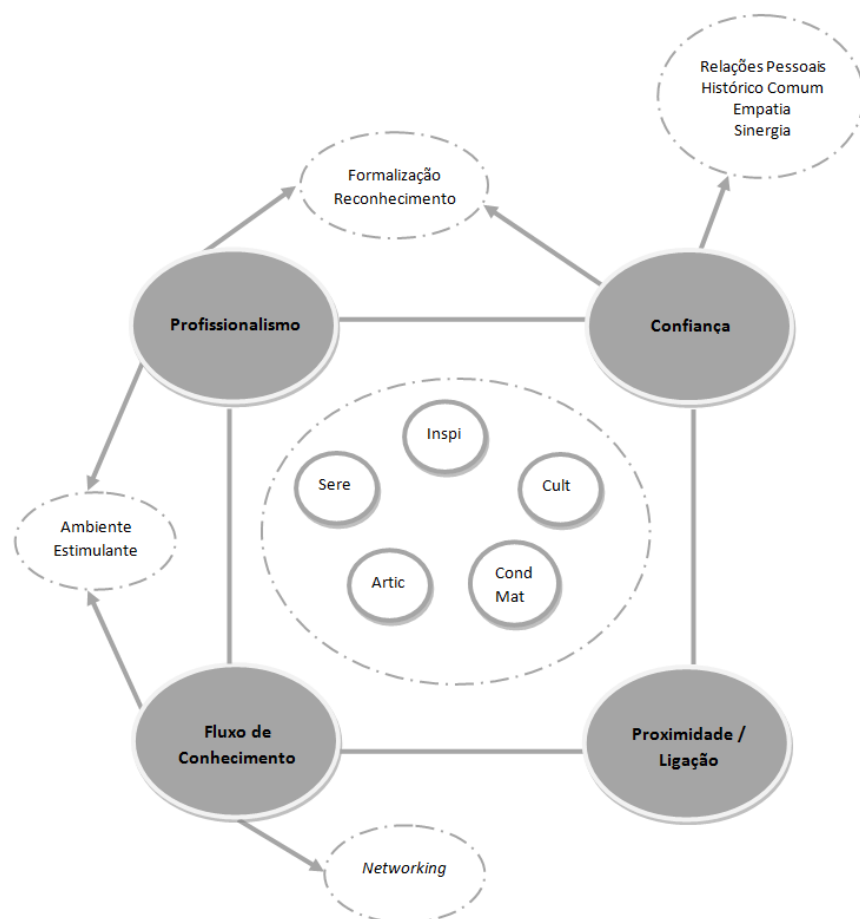 Relações Pessoais
Histórico Comum
Empatia
Sinergia
Formalização
Reconhecimento
Profissionalismo
Confiança
Inspi
Sere
Cult
Ambiente
Estimulante
Artic
Cond
Mat
Fluxo de
Conhecimento
Proximidade /
Ligação
Networking